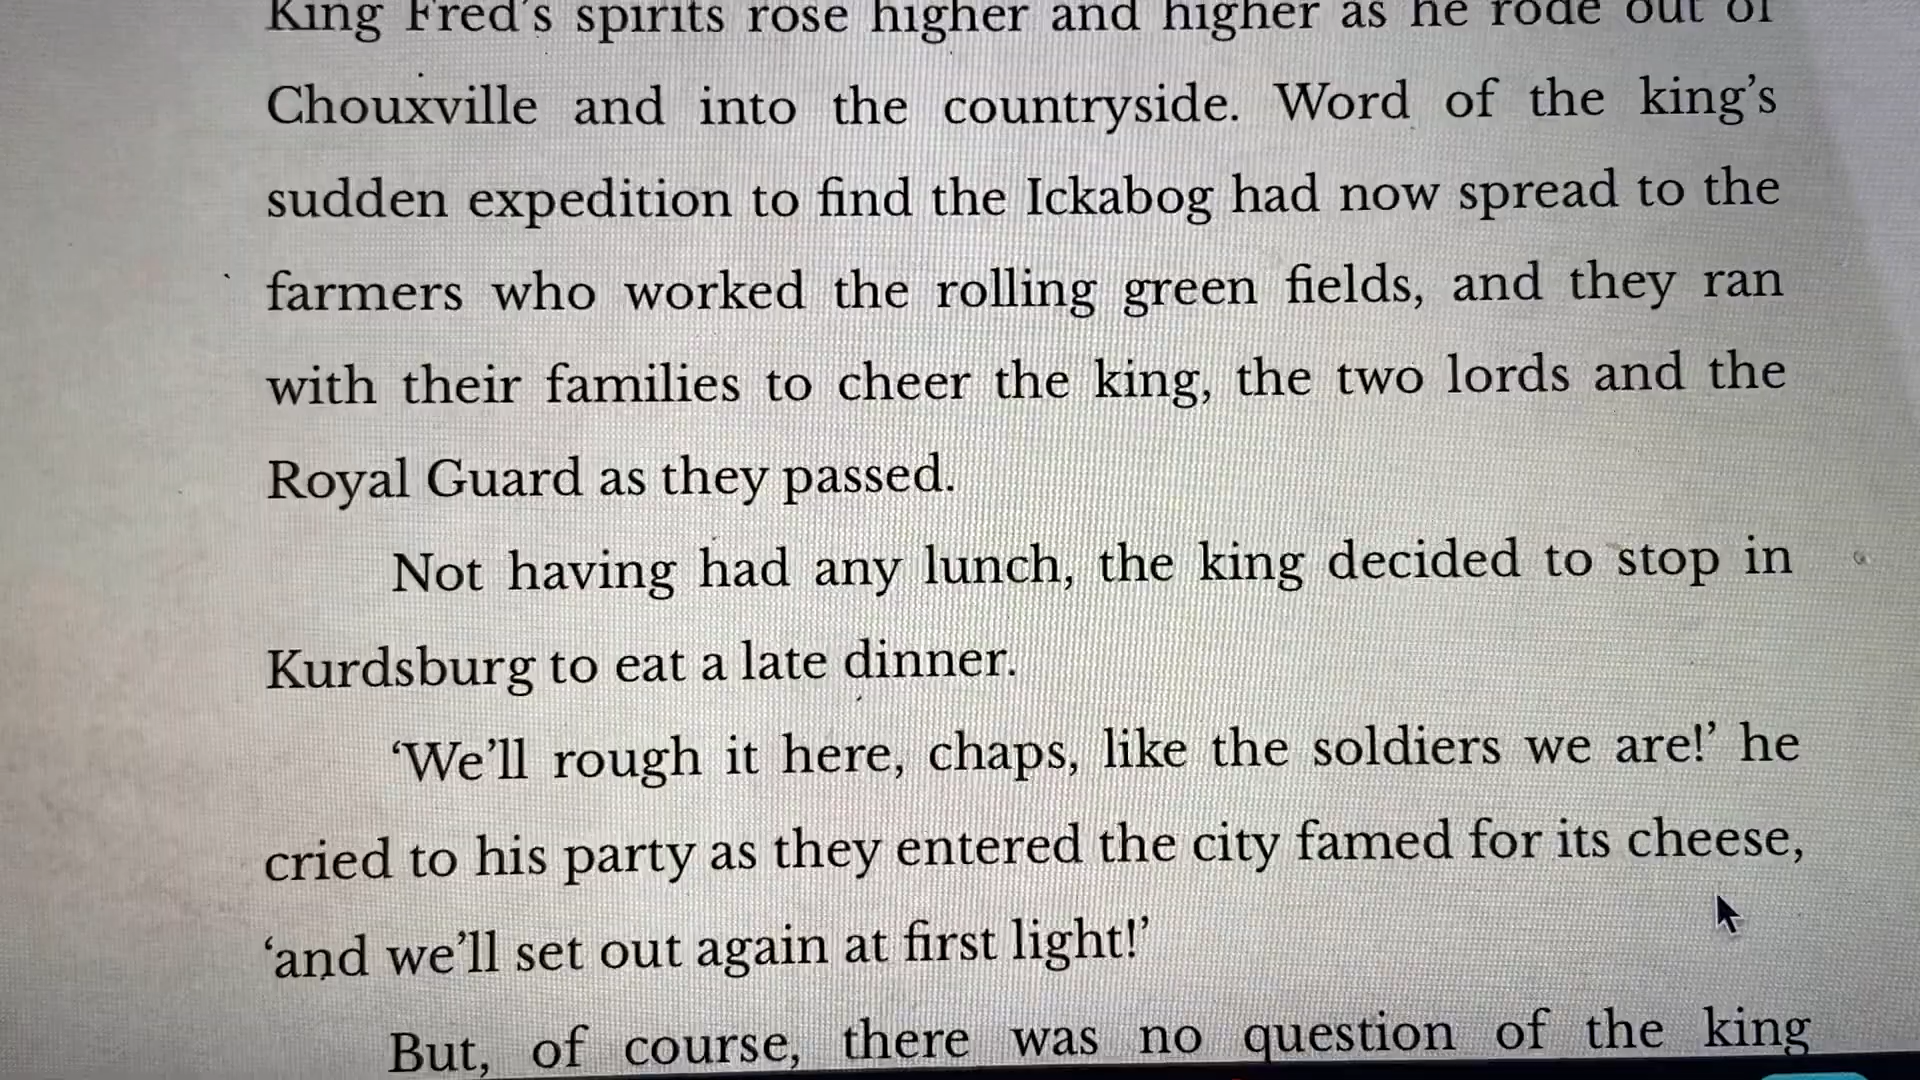 King Fred's spirits rose higher and higher as he rode out of
Chouxville and into the countryside. Word of the king’s
sudden expedition to find the Ickabog had now spread to the
farmers who worked the rolling green fields, and they ran
with their families to cheer the king, the two lords and the
Royal Guard as they passed.
Not having had any lunch, the king decided to stop in
Kurdsburg to eat a late dinner.
‘We’ll rough it here, chaps, like the soldiers we are!’ he
cried to his party as they entered the city famed for its cheese,
‘and we’ll set out again at first light!’
But, of course, there was no question of the king